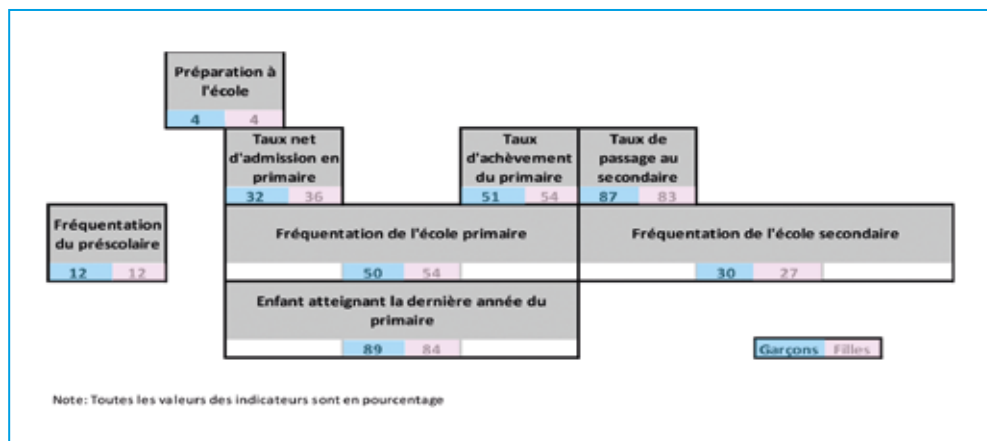 Préparation à
l'école
4 4
Taux net
d'admission en
primaire
32 36
Taux
d'achèvement
du primaire
51 54
Taux de
passage au
secondaire
87 83
Fréquentation
du préscolaire
12 12
Fréquentation de l'école primaire
50 54
Fréquentation de l'école secondaire
30 27
Enfant atteignant la dernière année du
primaire
89 84
Garçons Filles
Note: Toutes les valeurs des indicateurs sont en pourcentage